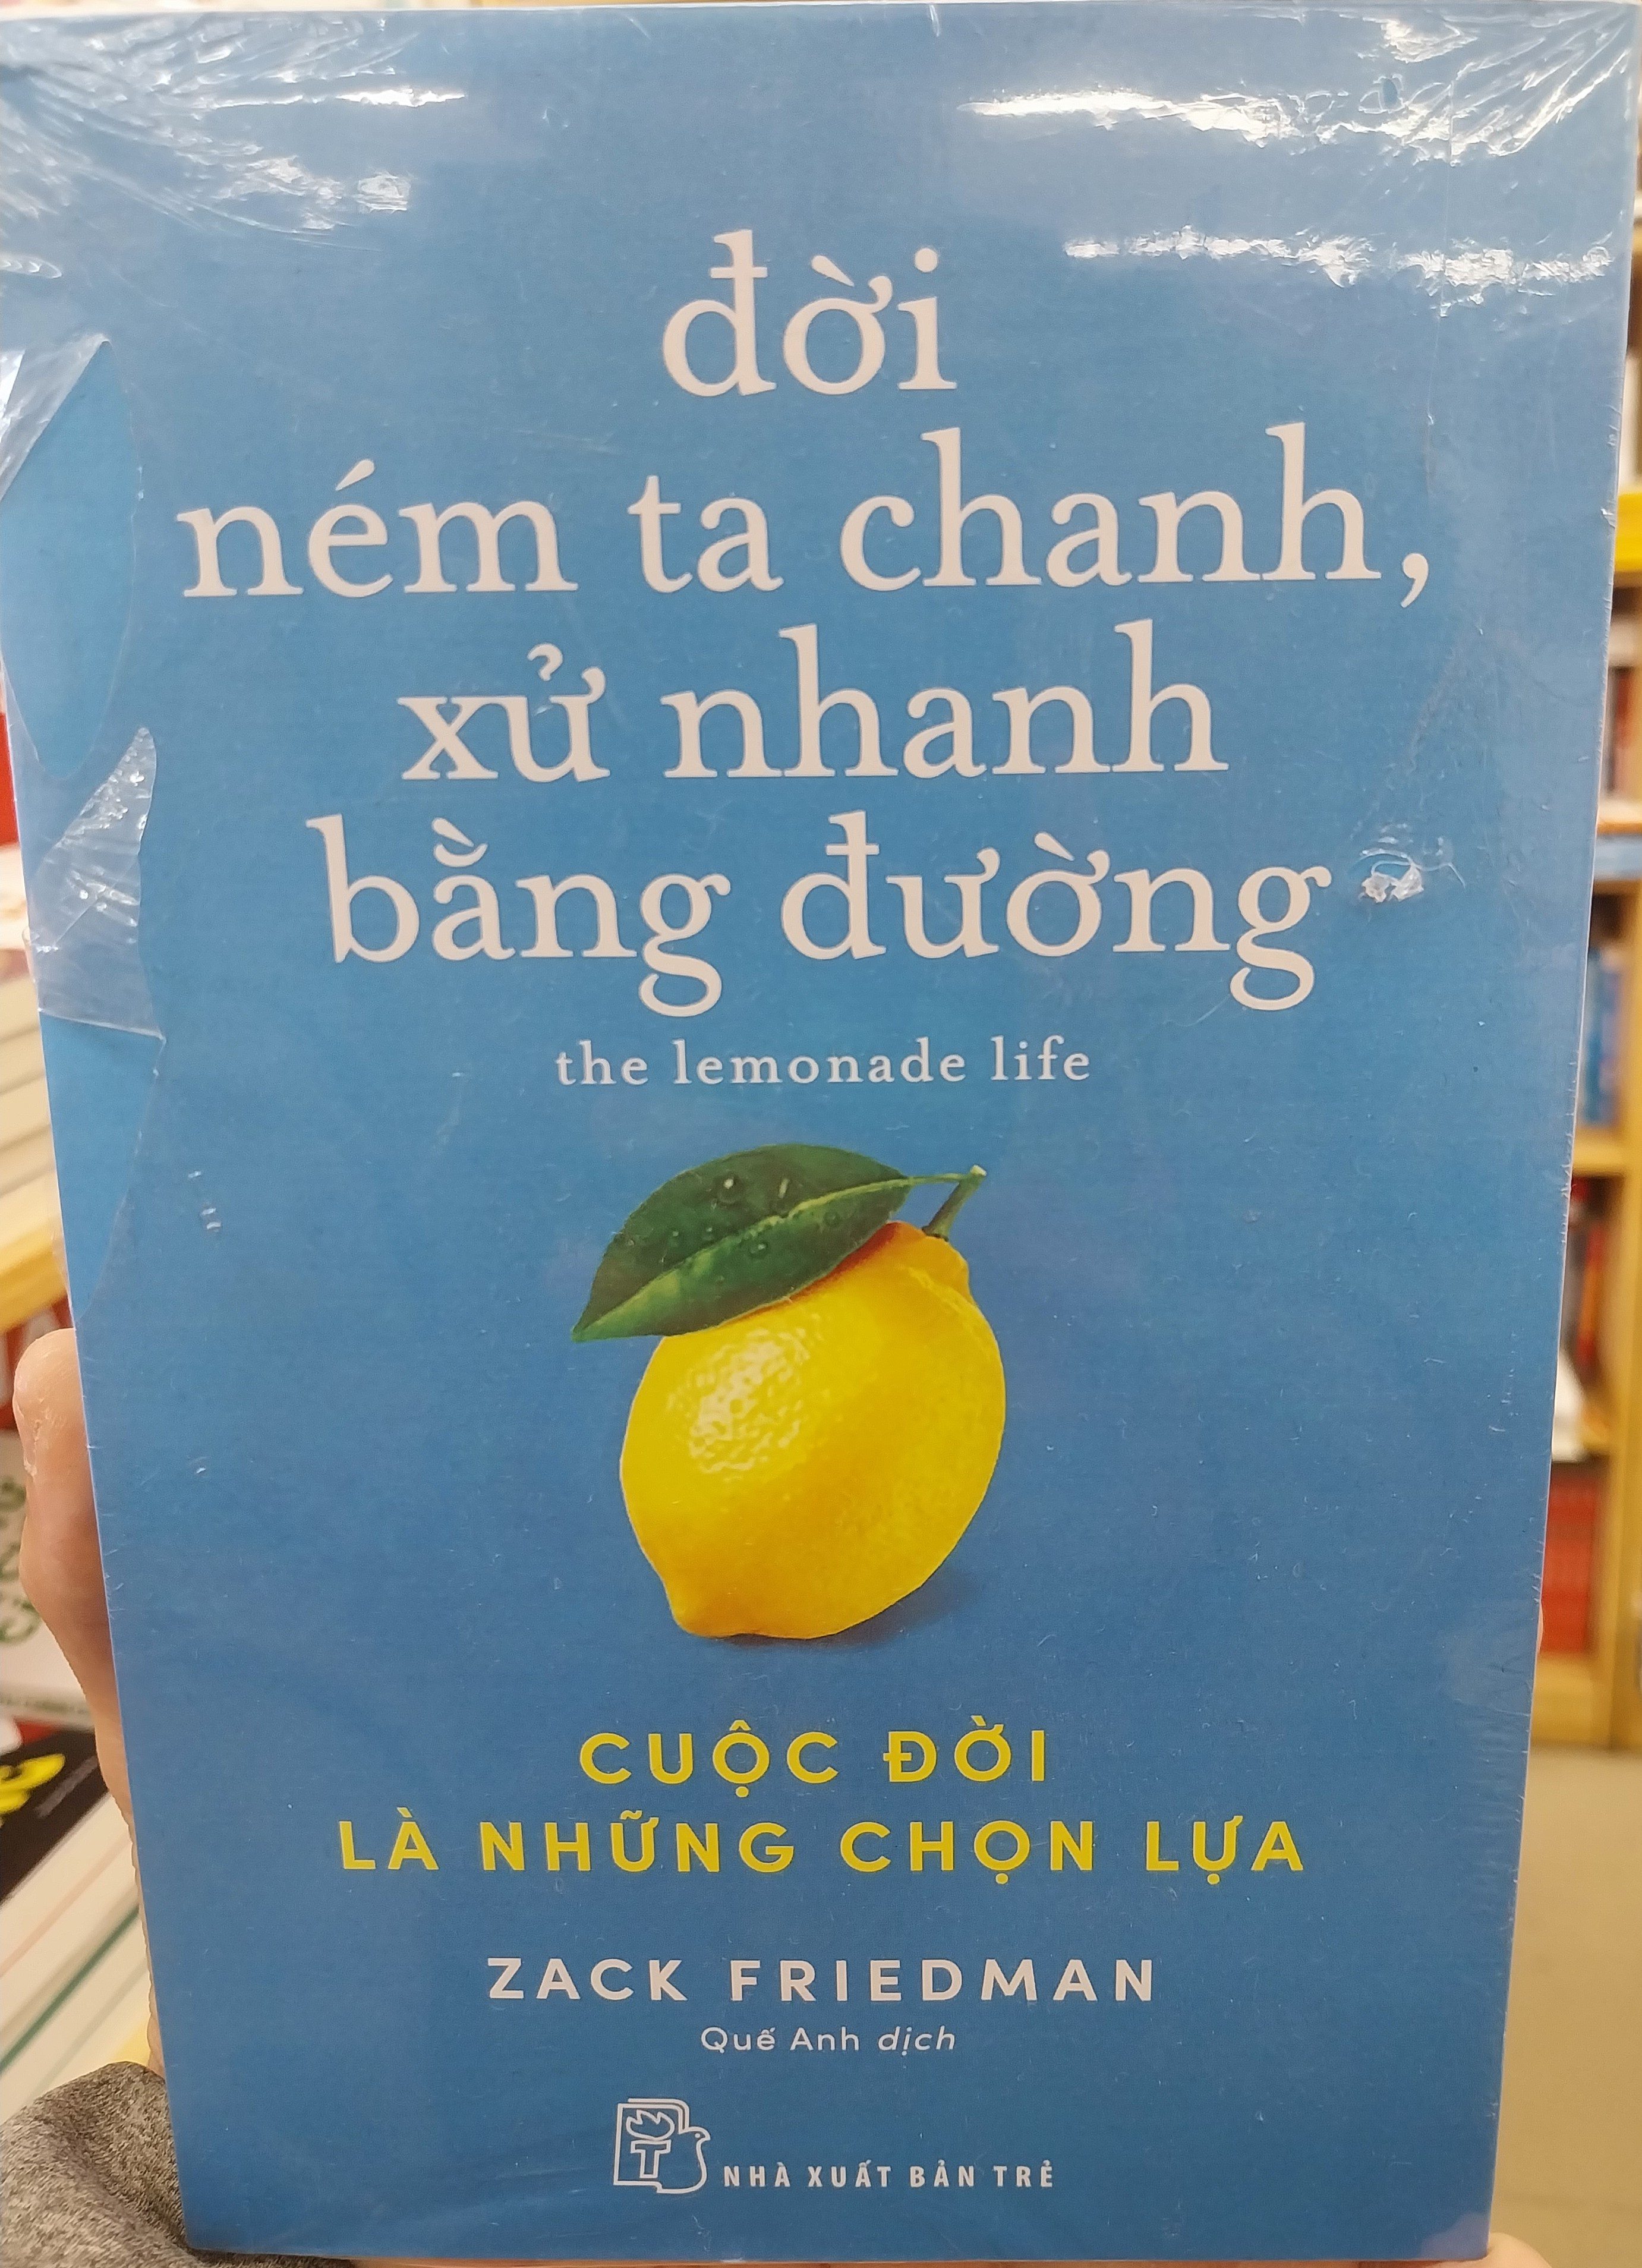 đời
ném ta chanh,
xử nhanh
bằng đường
the lemonade life
CUỘC ĐỜI
LÀ NHỮNG CHỌN LỰA
ZACK FRIEDMAN
Quế Anh dịch
T NHÀ XUẤT BẢN TRẺ